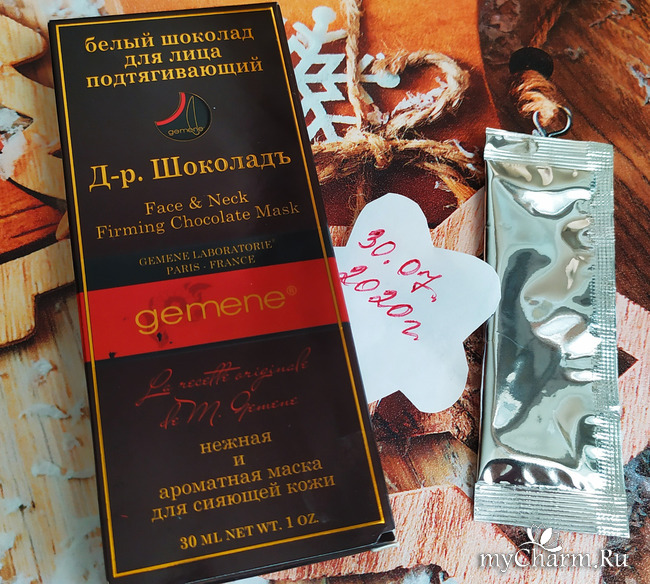 белый шоколад
для лица
подтягивающий
gemene
Д-р. Шоколадъ
Face & Neck
Firming Chocolate Mask
GEMENE LABORATORIE®
PARIS - FRANCE
gemene®
La recette originale
de M. Gemene
нежная
и
ароматная маска
для сияющей кожи
30 ML NET WT. 1 OZ.
30.07.
2020г
myCharm.Ru